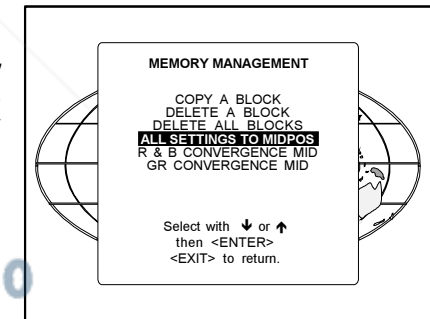 MEMORY MANAGEMENT
COPY A BLOCK
DELETE A BLOCK
DELETE ALL BLOCKS
ALL SETTINGS TO MIDPOS
R & B CONVERGENCE MID
GR CONVERGENCE MID
Select with ↓ or ↑
then <ENTER>
<EXIT> to return.